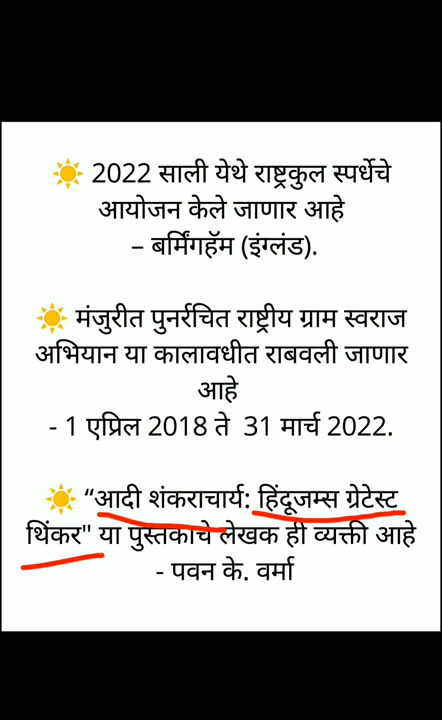 ☀️ 2022 साली येथे राष्ट्रकुल स्पर्धेचे
आयोजन केले जाणार आहे
– बर्मिंगहॅम (इंग्लंड).
☀️ मंजुरीत पुनर्रचित राष्ट्रीय ग्राम स्वराज
अभियान या कालावधीत राबवली जाणार
आहे
- 1 एप्रिल 2018 ते 31 मार्च 2022.
☀️ “आदी शंकराचार्य: हिंदूजम्स ग्रेटेस्ट
थिंकर" या पुस्तकाचे लेखक ही व्यक्ती आहे
- पवन के. वर्मा